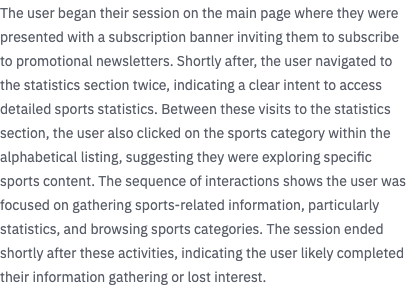 The user began their session on the main page where they were
presented with a subscription banner inviting them to subscribe
to promotional newsletters. Shortly after, the user navigated to
the statistics section twice, indicating a clear intent to access
detailed sports statistics. Between these visits to the statistics
section, the user also clicked on the sports category within the
alphabetical listing, suggesting they were exploring specific
sports content. The sequence of interactions shows the user was
focused on gathering sports-related information, particularly
statistics, and browsing sports categories. The session ended
shortly after these activities, indicating the user likely completed
their information gathering or lost interest.